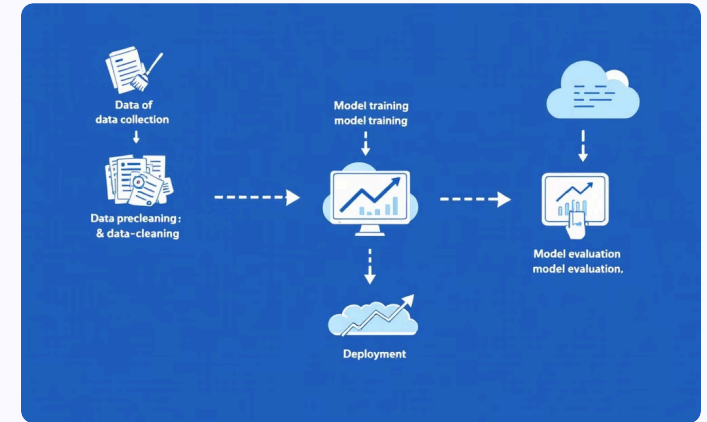 Data of
data collection
Data precleaning:
& data-cleaning
Model training
model training
Deployment
Model evaluation
model evaluation.